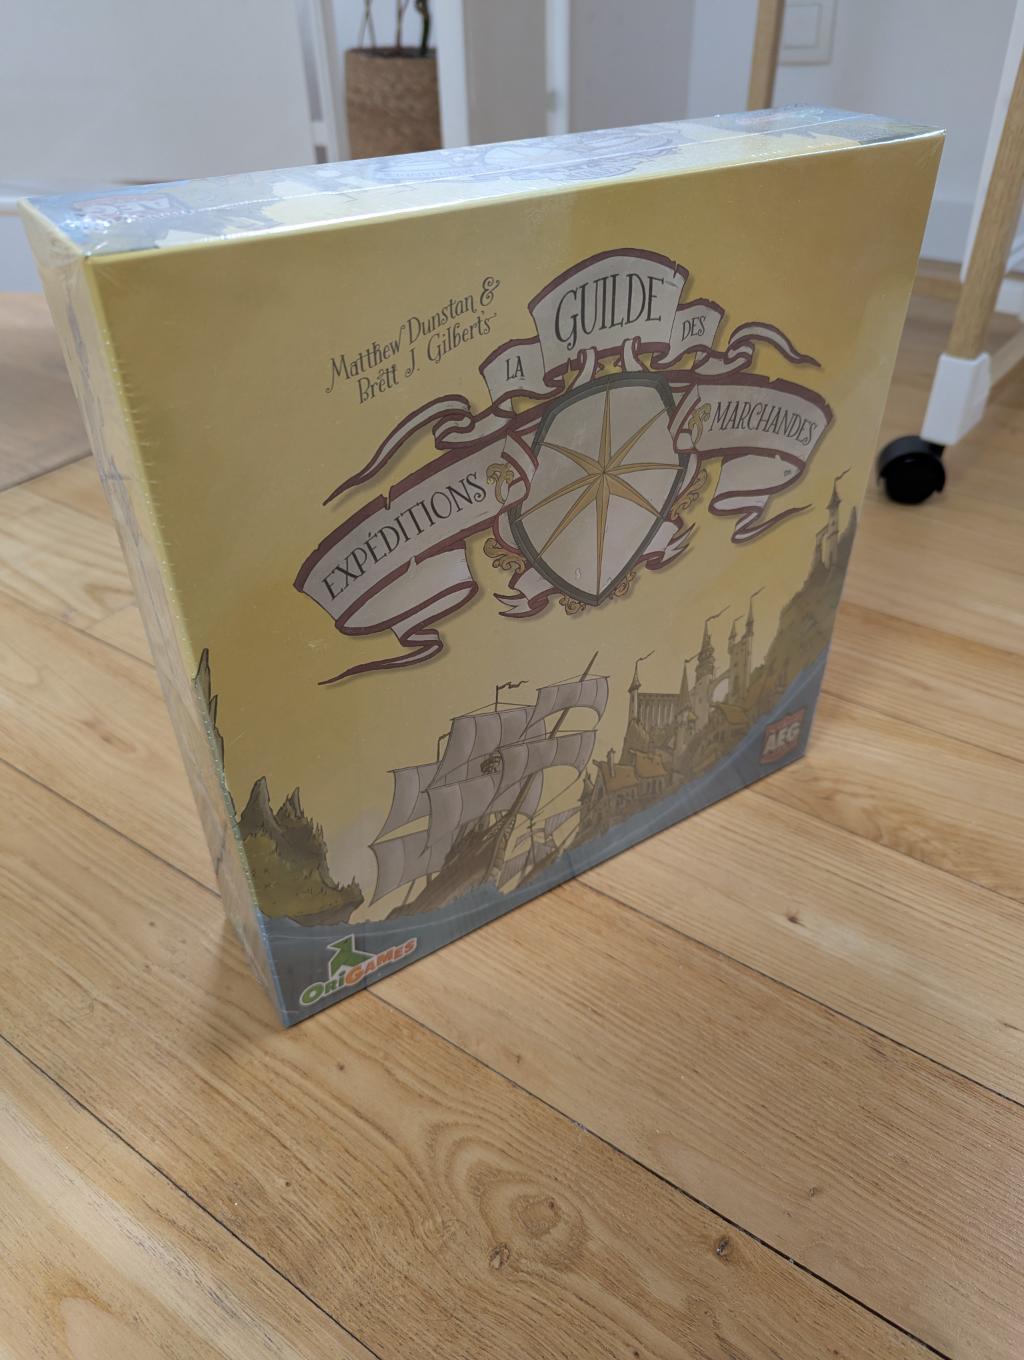 Matthew Dunstan &
Brett J. Gilbert's
LA GUILDE DES
MARCHANDES
EXPÉDITIONS
AEG
ORIGAMES